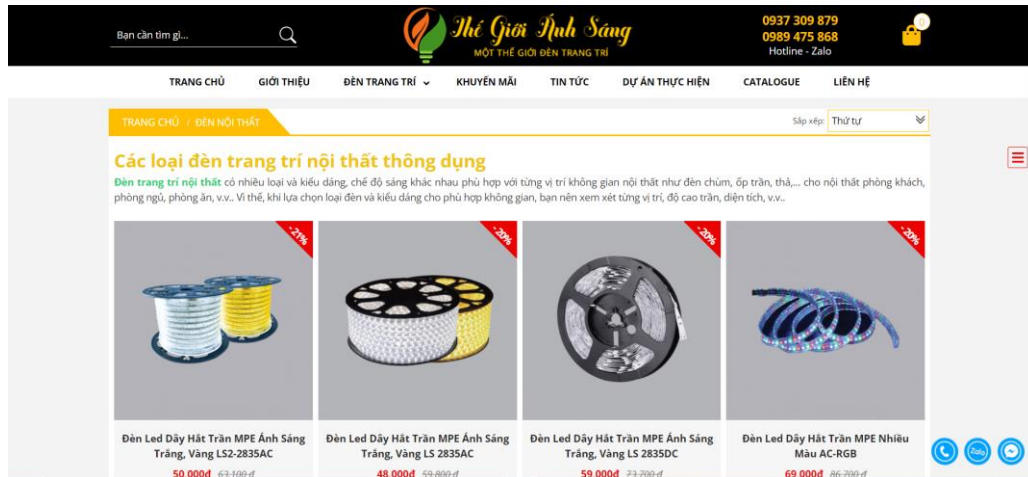 Bạn cần tìm gì...
Thế Giới Ánh Sáng
MỘT THẾ GIỚI ĐÈN TRANG TRÍ
0937 309 879
0989 475 868
Hotline - Zalo
0
TRANG CHỦ GIỚI THIỆU ĐÈN TRANG TRÍ KHUYẾN MÃI TIN TỨC DỰ ÁN THỰC HIỆN CATALOGUE LIÊN HỆ
TRANG CHỦ / ĐÈN NỘI THẤT
Sắp xếp: Thứ tự
Các loại đèn trang trí nội thất thông dụng
Đèn trang trí nội thất có nhiều loại và kiểu dáng, chế độ sáng khác nhau phù hợp với từng vị trí không gian nội thất như đèn chùm, ốp trần, thả,... cho nội thất phòng khách,
phòng ngủ, phòng ăn, v.v.. Vì thế, khi lựa chọn loại đèn và kiểu dáng cho phù hợp không gian, bạn nên xem xét từng vị trí, độ cao trần, diện tích, v.v..
-21% -20% -20% -20%
Đèn Led Dây Hắt Trần MPE Ánh Sáng
Trắng, Vàng LS2-2835AC
50.000đ 63.100 đ
Đèn Led Dây Hắt Trần MPE Ánh Sáng
Trắng, Vàng LS 2835AC
48.000đ 59.800 đ
Đèn Led Dây Hắt Trần MPE Ánh Sáng
Trắng, Vàng LS 2835DC
59.000đ 73.700 đ
Đèn Led Dây Hắt Trần MPE Nhiều
Màu AC-RGB
69.000đ 86.700 đ
Zalo